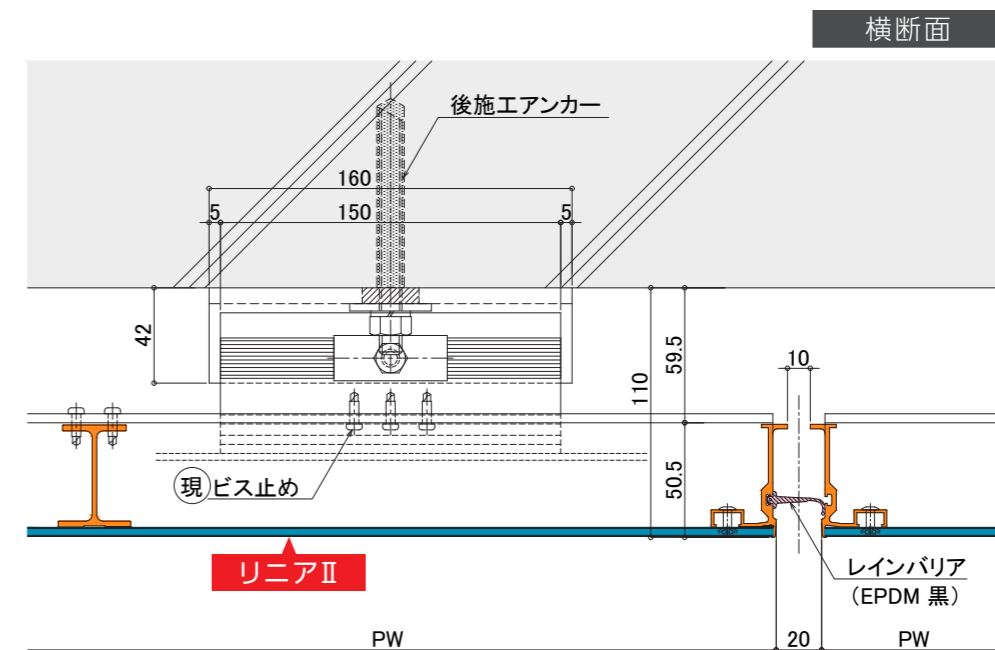 横断面
後施工アンカー
160
5
150
5
42
110
59.5
10
50.5
現 ビス止め
リニアⅡ
レインバリア
（EPDM 黒）
PW
20
PW